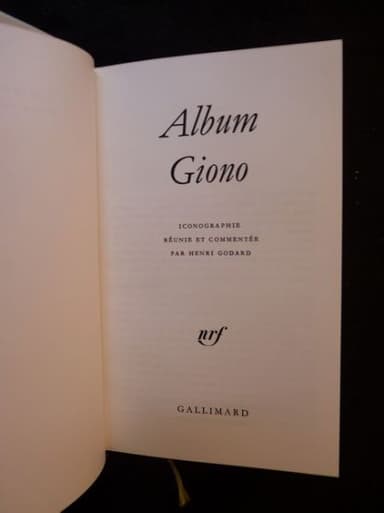 Album
Giono
ICONOGRAPHIE
RÉUNIE ET COMMENTÉE
PAR HENRI GODARD
nrf
GALLIMARD